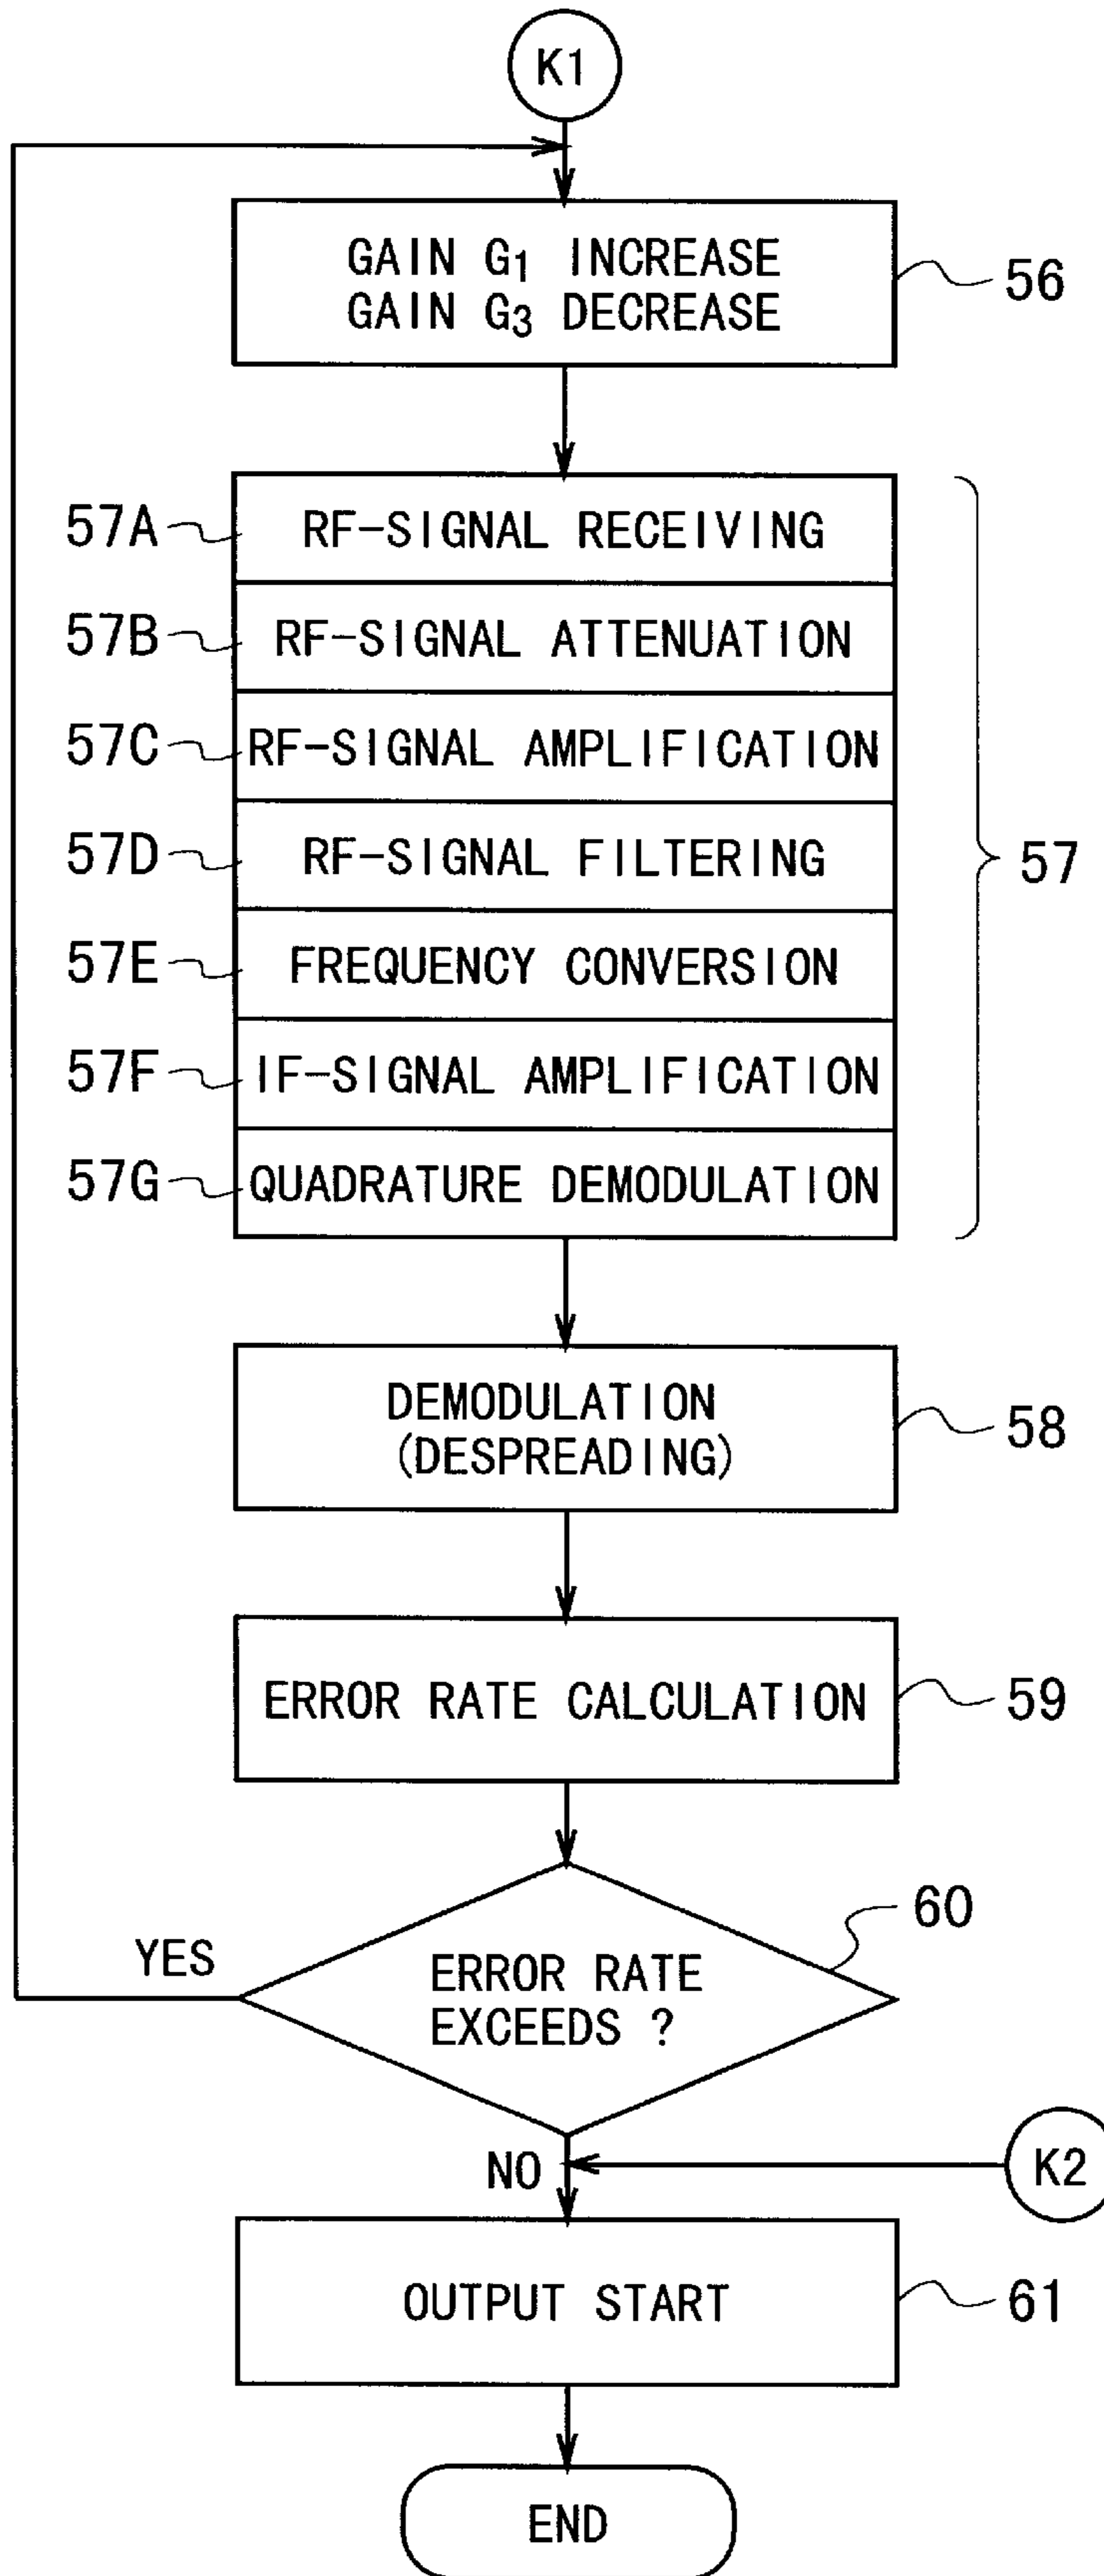 K1
GAIN G1 INCREASE
GAIN G3 DECREASE
56
57A
RF-SIGNAL RECEIVING
57B
RF-SIGNAL ATTENUATION
57C
RF-SIGNAL AMPLIFICATION
57D
RF-SIGNAL FILTERING
57
57E
FREQUENCY CONVERSION
57F
IF-SIGNAL AMPLIFICATION
57G
QUADRATURE DEMODULATION
DEMODULATION
(DESPREADING)
58
ERROR RATE CALCULATION
59
60
YES
ERROR RATE
EXCEEDS ?
NO
K2
OUTPUT START
61
END